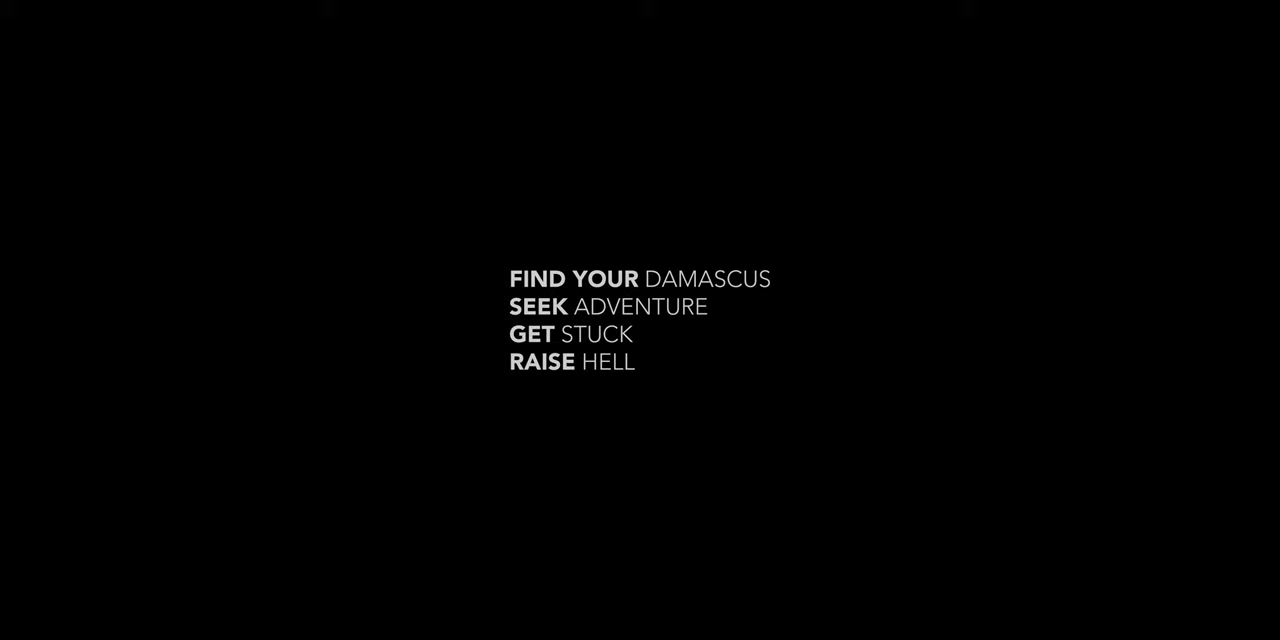 FIND YOUR DAMASCUS
SEEK ADVENTURE
GET STUCK
RAISE HELL